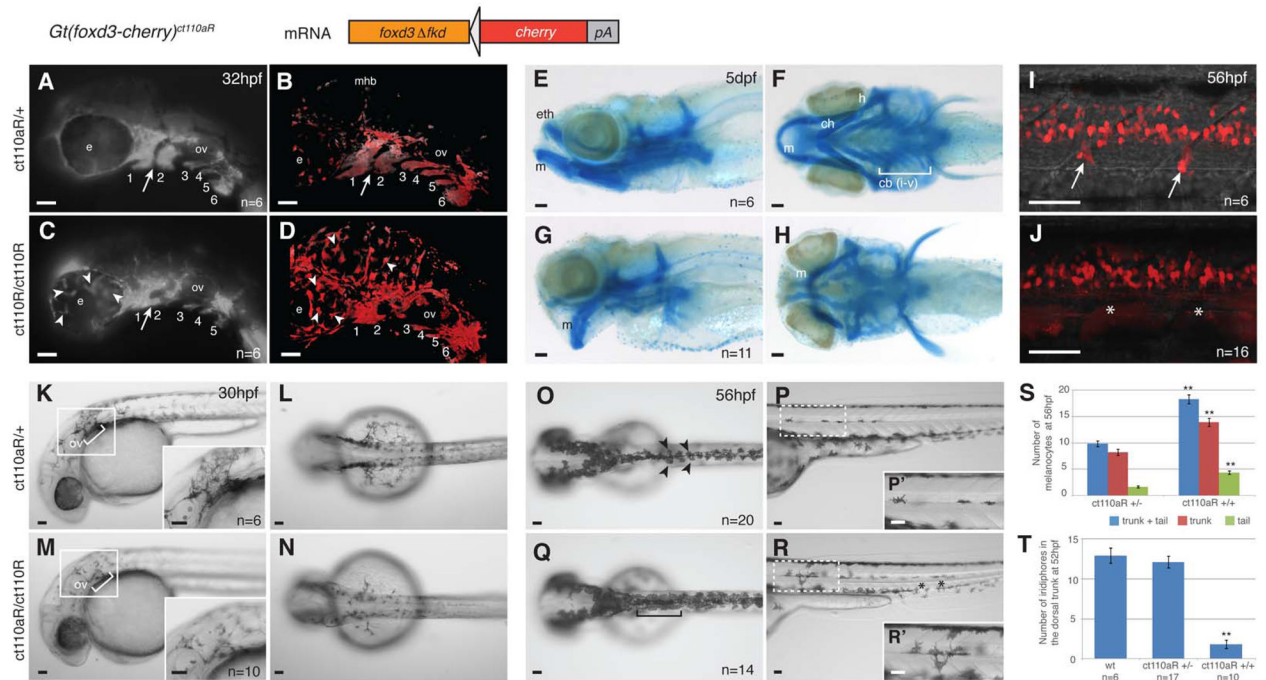 Gt(foxd3-cherry)ct110aR mRNA foxd3 Δfkd cherry pA
ct110aR/+
A 32hpf
e
ov
1 2 3 4 5 6
n=6
B
mhb
e
ov
1 2 3 4 5 6
E 5dpf
eth
m
n=6
F
h
ch
m
cb (i-v)
I 56hpf
n=6
ct110R/ct110R
C
e
ov
1 2 3 4 5 6
n=6
D
e
ov
1 2 3 4 5 6
G
m
n=11
H
m
J
* *
n=16
ct110aR/+
K 30hpf
ov
n=6
L
O 56hpf
n=20
P
P'
ct110aR/ct110R
M
ov
n=10
N
Q
n=14
R
* *
R'
S
Number of
melanocytes at 56hpf
20
15
10
5
0
** ** **
ct110aR +/- ct110aR +/+
trunk + tail trunk tail
T
Number of iridiphores in
the dorsal trunk at 52hpf
15
10
5
0
**
wt ct110aR +/- ct110aR +/+
n=6 n=17 n=10